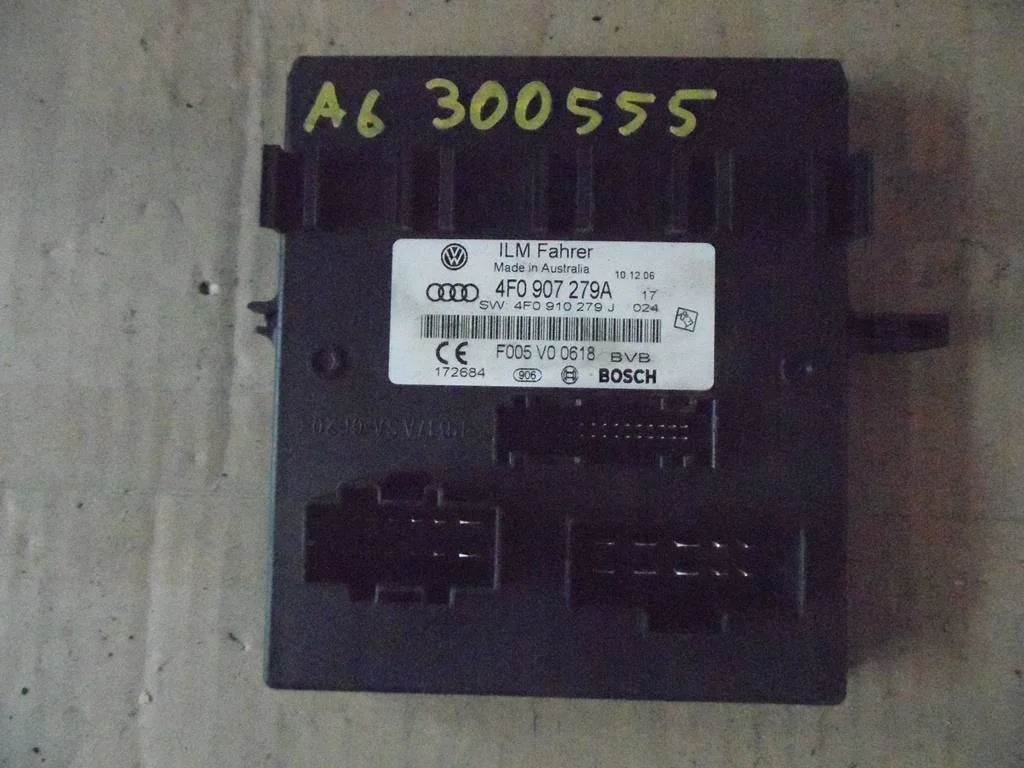 A6 300555
ILM Fahrer
Made in Australia 10.12.06
4F0 907 279A 17
SW: 4F0 910 279 J 024
F005 V0 0618 BVB
CE
172684 906 BOSCH